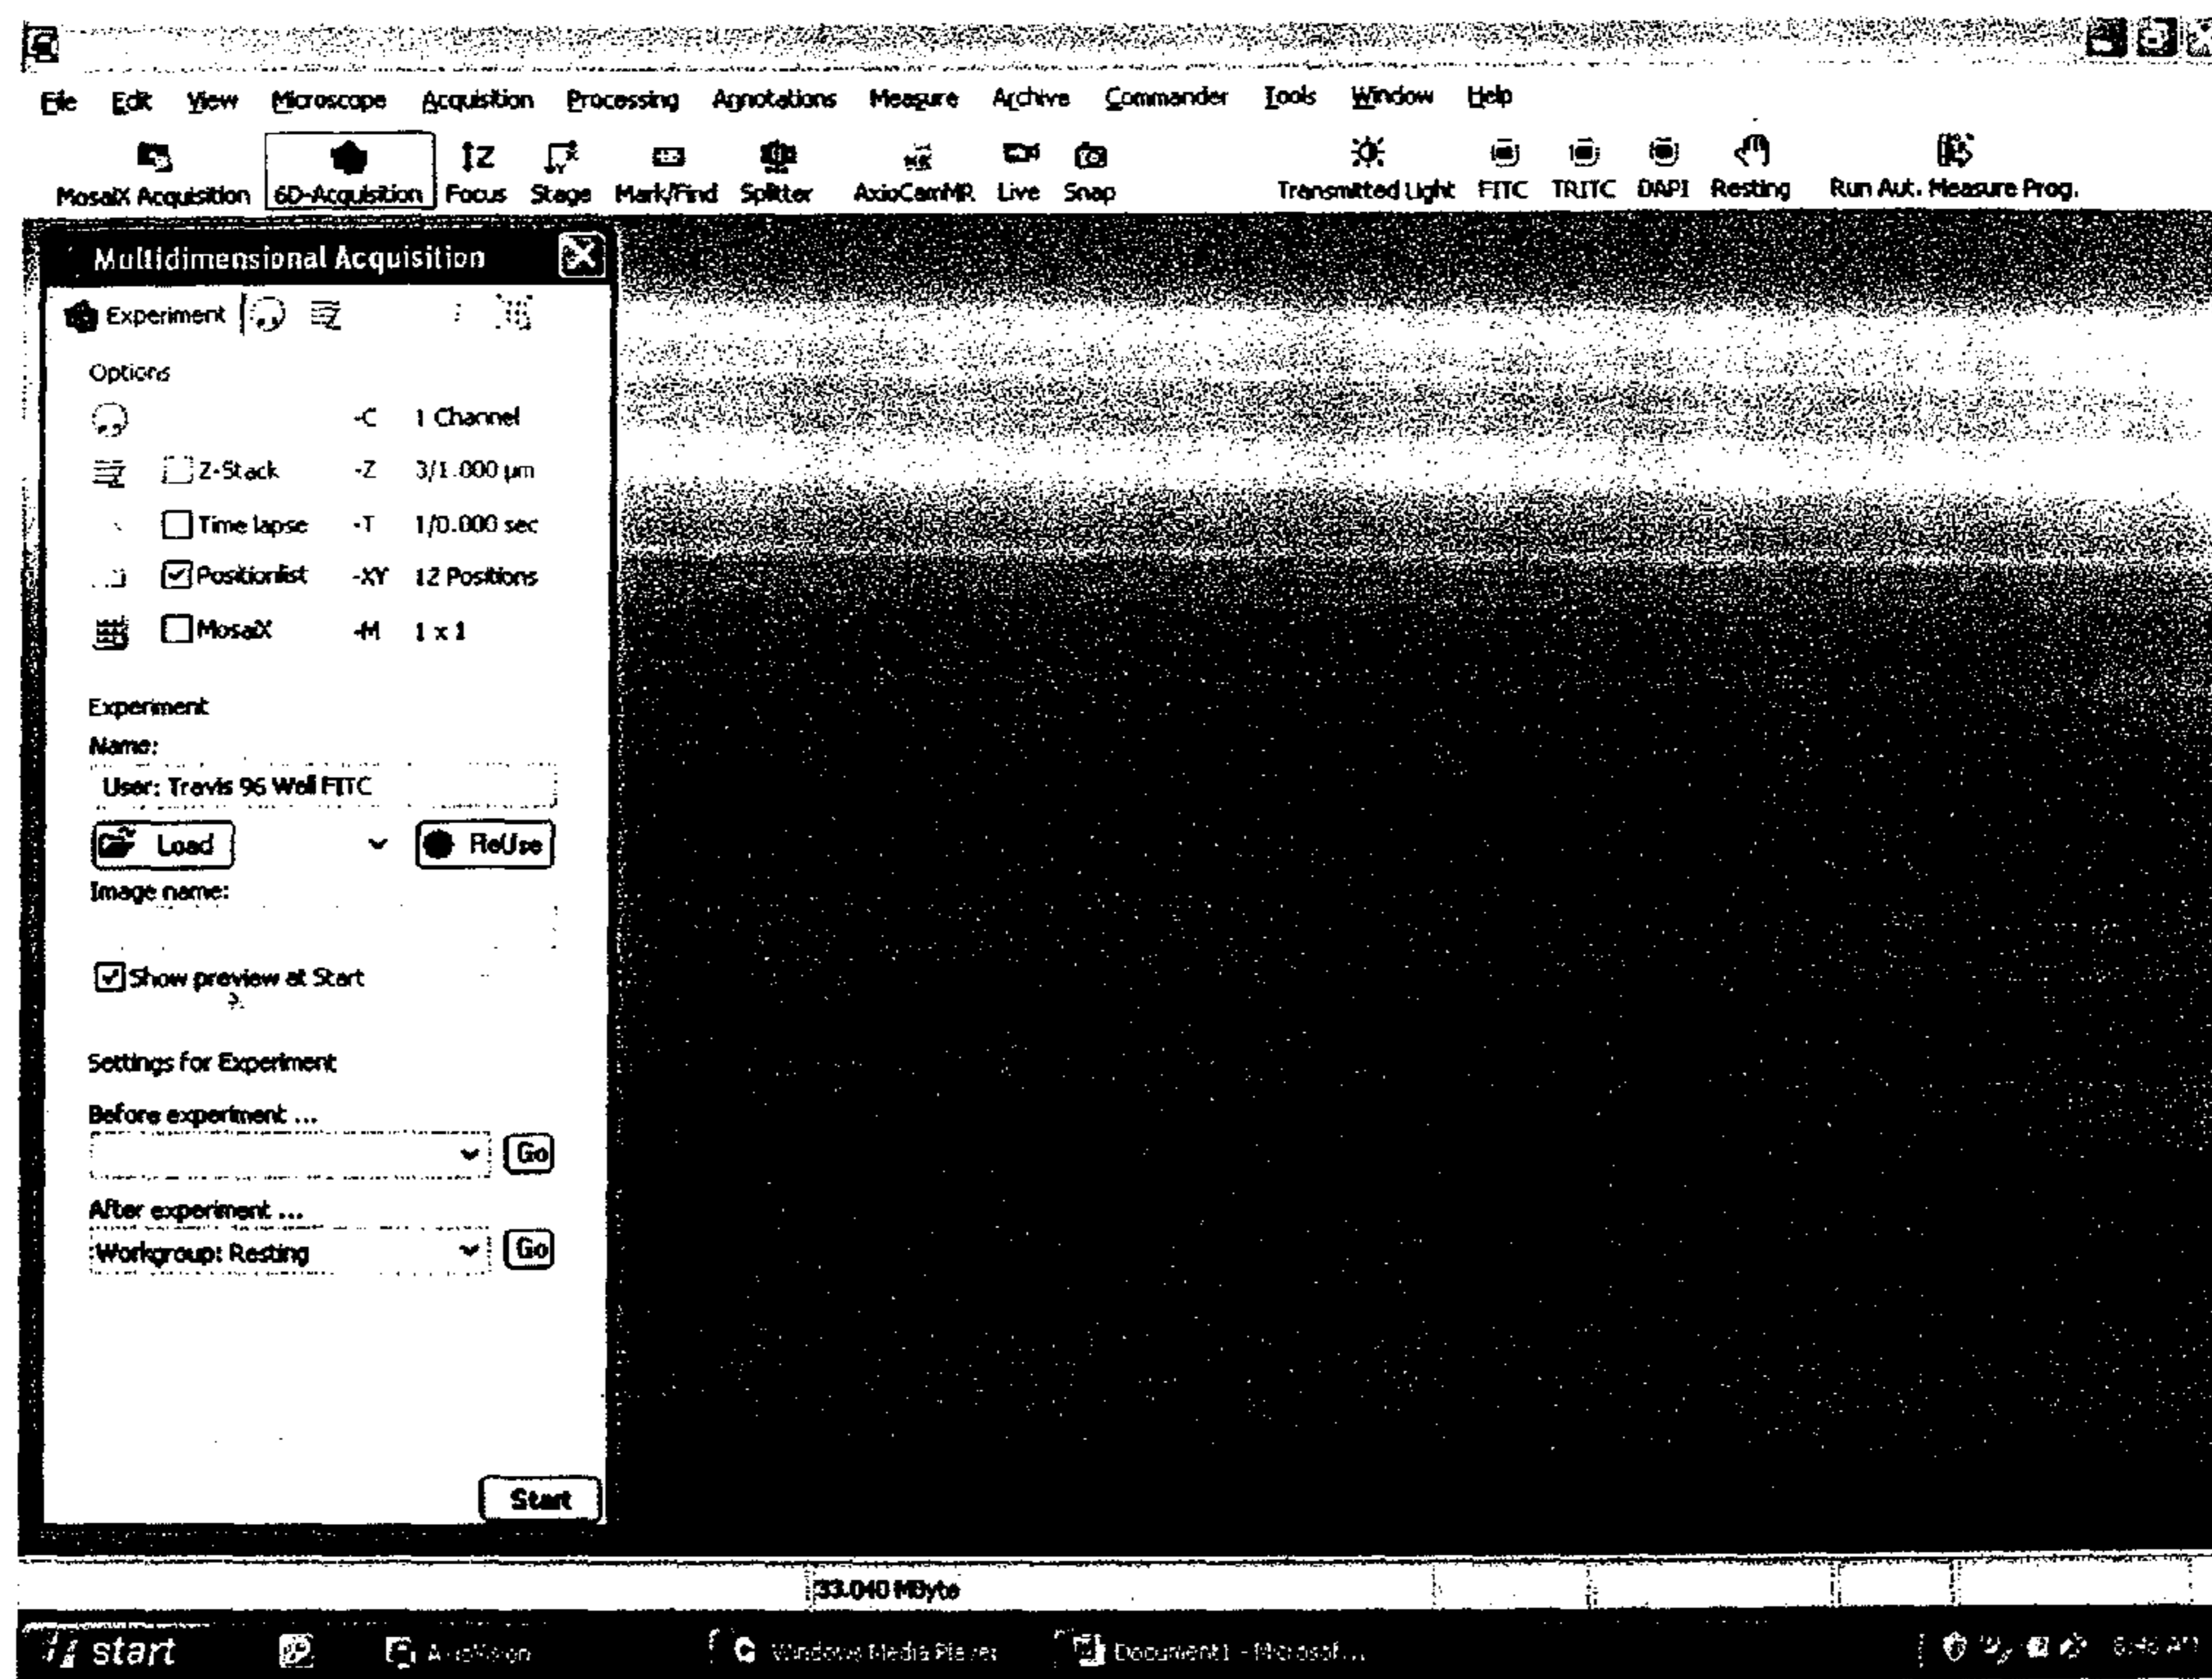 File Edit View Microscope Acquisition Processing Annotations Measure Archive Commander Tools Window Help
MosaiX Acquisition 6D-Acquisition Focus Stage Mark/Find Splitter AxioCamMR Live Snap Transmitted Light FITC TRITC DAPI Resting Run Aut. Measure Prog.
Multidimensional Acquisition
Experiment
Options
-C 1 Channel
Z-Stack -Z 3/1.000 µm
Time lapse -T 1/0.000 sec
Positionlist -XY 12 Positions
MosaiX -M 1 x 1
Experiment
Name:
User: Travis 96 Well FITC
Load ReUse
Image name:
Show preview at Start
Settings for Experiment
Before experiment ...
Go
After experiment ...
Workgroup: Resting Go
Start
33.040 MByte
start AxioVision Windows Media Player Document1 - Microsof...